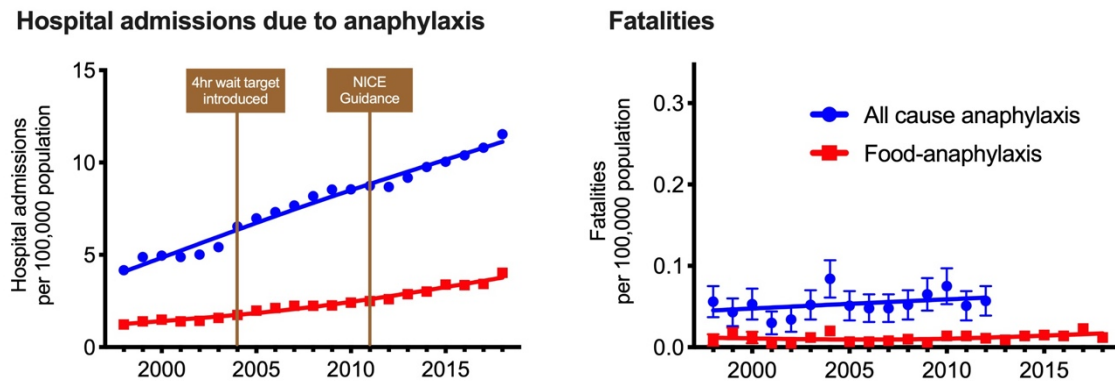 Hospital admissions due to anaphylaxis
15
10
5
0
Hospital admissions
per 100,000 population
4hr wait target
introduced
NICE
Guidance
2000
2005
2010
2015
Fatalities
0.3
0.2
0.1
0.0
Fatalities
per 100,000 population
All cause anaphylaxis
Food-anaphylaxis
2000
2005
2010
2015